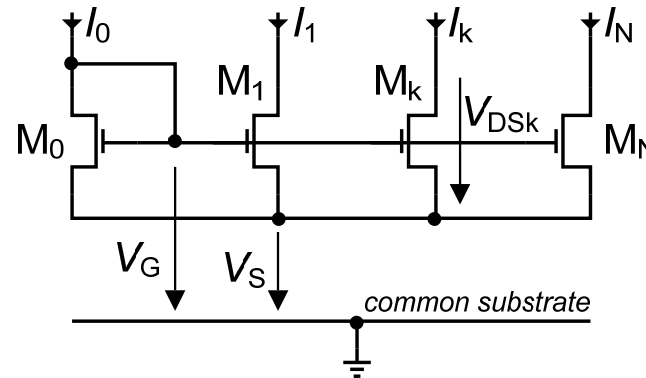 I0 I1 Ik IN
M0 M1 Mk VDSk MN
VG VS
common substrate